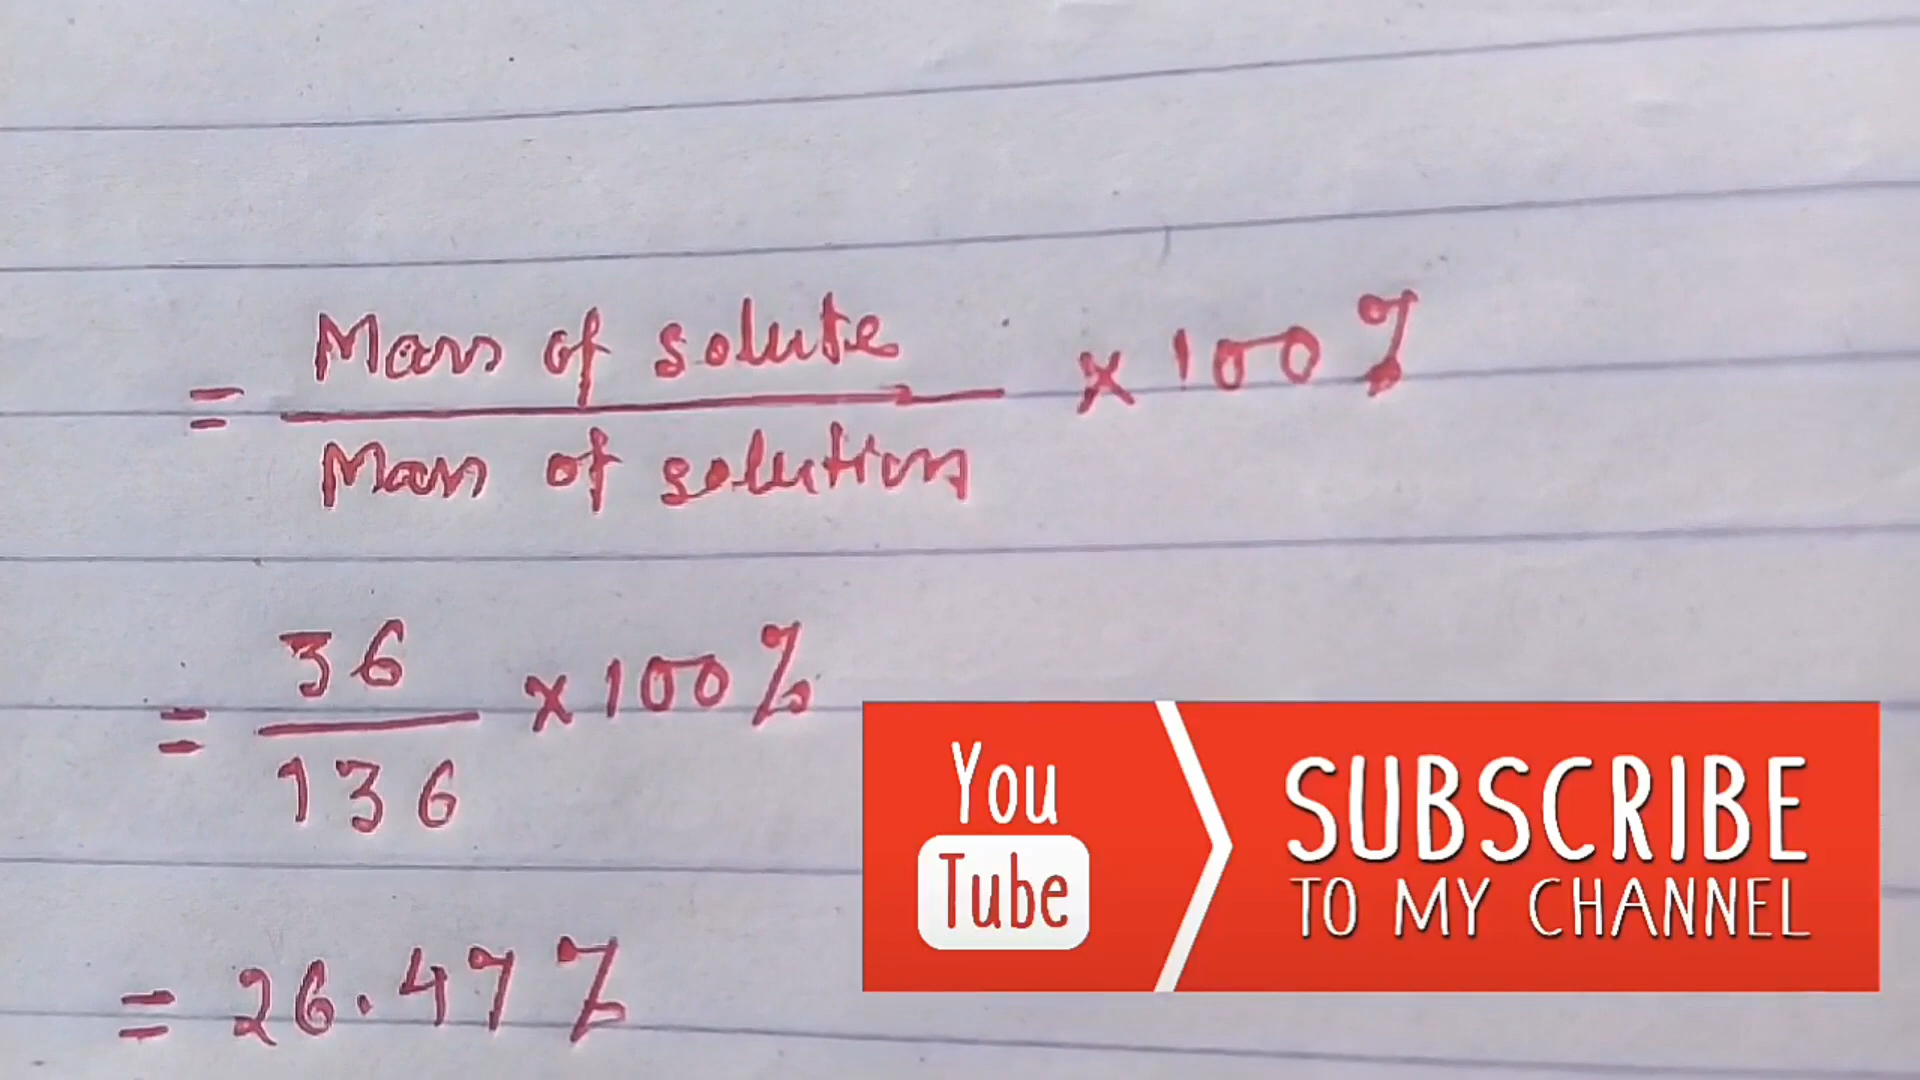 = Mass of solute / Mass of solution × 100%
= 36 / 136 × 100%
= 26.47%
You Tube
SUBSCRIBE
TO MY CHANNEL